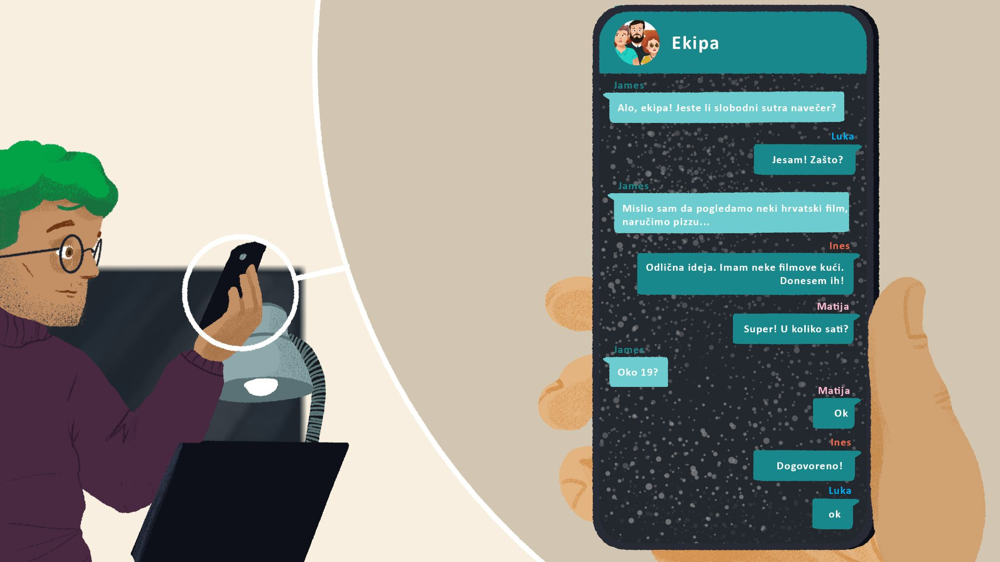 Ekipa
James
Alo, ekipa! Jeste li slobodni sutra navečer?
Luka
Jesam! Zašto?
James
Mislio sam da pogledamo neki hrvatski film,
naručimo pizzu...
Ines
Odlična ideja. Imam neke filmove kući.
Donesem ih!
Matija
Super! U koliko sati?
James
Oko 19?
Matija
Ok
Ines
Dogovoreno!
Luka
ok